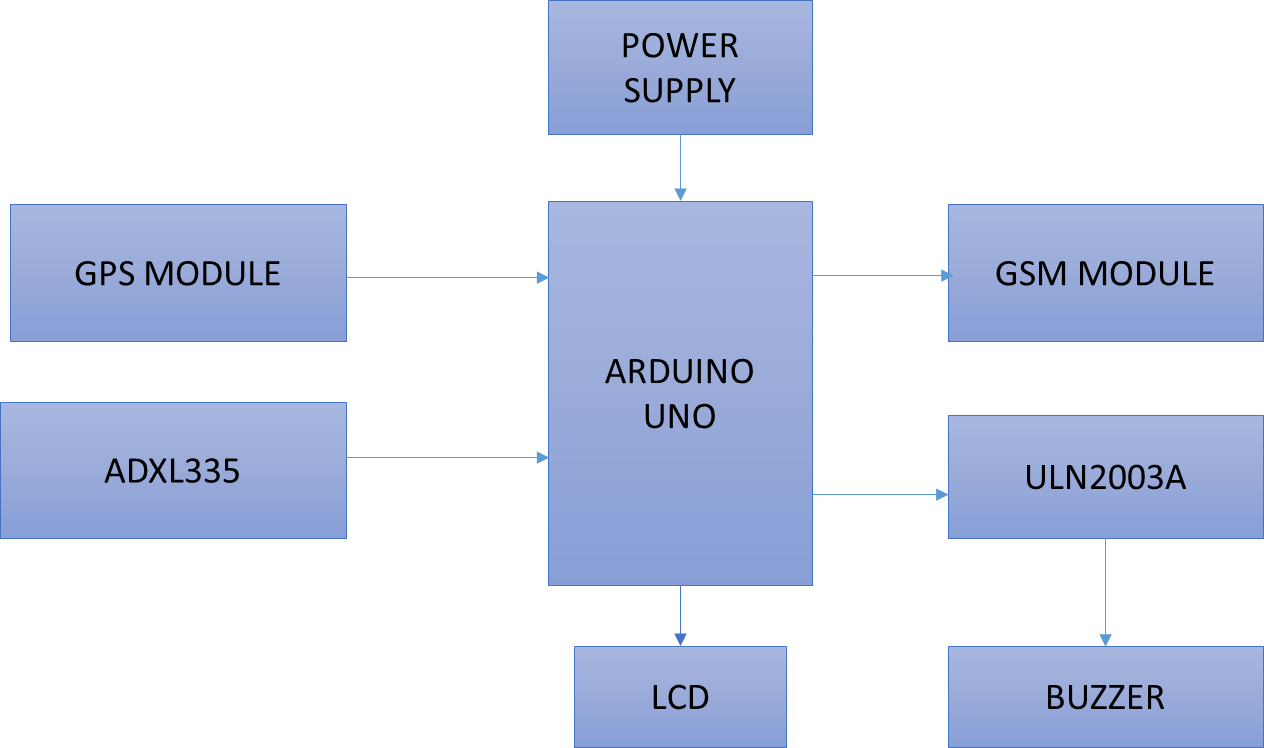 POWER
SUPPLY
GPS MODULE
GSM MODULE
ARDUINO
UNO
ADXL335
ULN2003A
LCD
BUZZER